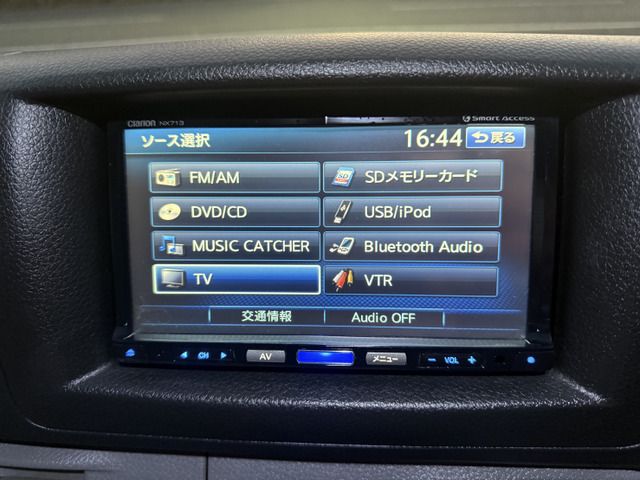 clarion NX713
Smart Access
ソース選択 16:44 戻る
FM/AM SDメモリーカード
DVD/CD USB/iPod
MUSIC CATCHER Bluetooth Audio
TV VTR
交通情報 Audio OFF
CH AV メニュー − VOL +